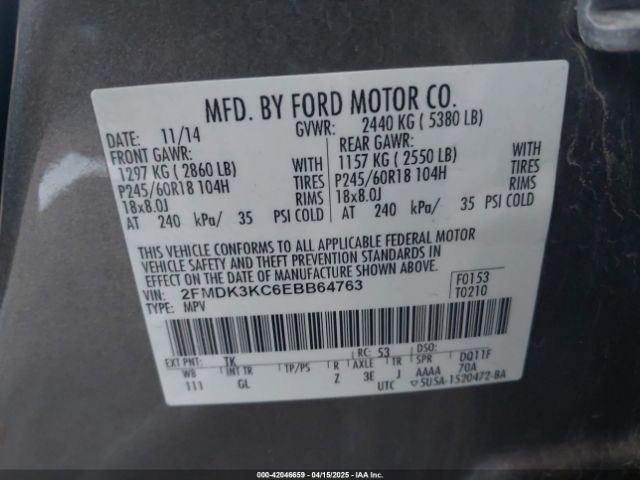 MFD. BY FORD MOTOR CO.
DATE: 11/14 GVWR: 2440 KG ( 5380 LB)
FRONT GAWR: REAR GAWR:
1297 KG ( 2860 LB) WITH 1157 KG ( 2550 LB) WITH
P245/60R18 104H TIRES P245/60R18 104H TIRES
18x8.0J RIMS 18x8.0J RIMS
AT 240 kPa/ 35 PSI COLD AT 240 kPa/ 35 PSI COLD
THIS VEHICLE CONFORMS TO ALL APPLICABLE FEDERAL MOTOR
VEHICLE SAFETY AND THEFT PREVENTION STANDARDS IN
EFFECT ON THE DATE OF MANUFACTURE SHOWN ABOVE.
VIN: 2FMDK3KC6EBB64763 F0153
TYPE: MPV T0210
EXT PNT: TK RC: 53 DSO:
WB INT TR TP/PS R AXLE TR SPR DQ11F
111 GL Z 3E J AAAA 70A
UTC ▽5U5A-1520472-BA
000-42046659 - 04/15/2025 - IAA Inc.